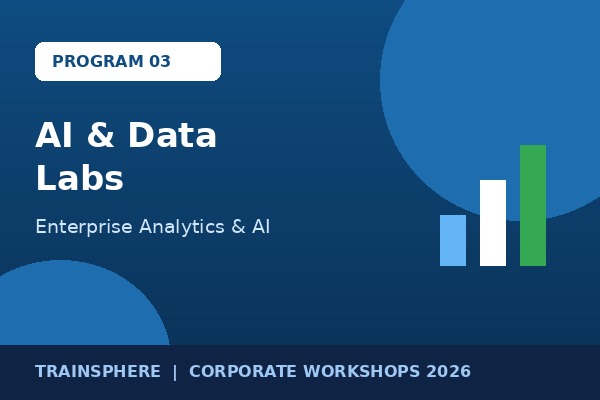 PROGRAM 03
AI & Data
Labs
Enterprise Analytics & AI
TRAINSPHERE | CORPORATE WORKSHOPS 2026